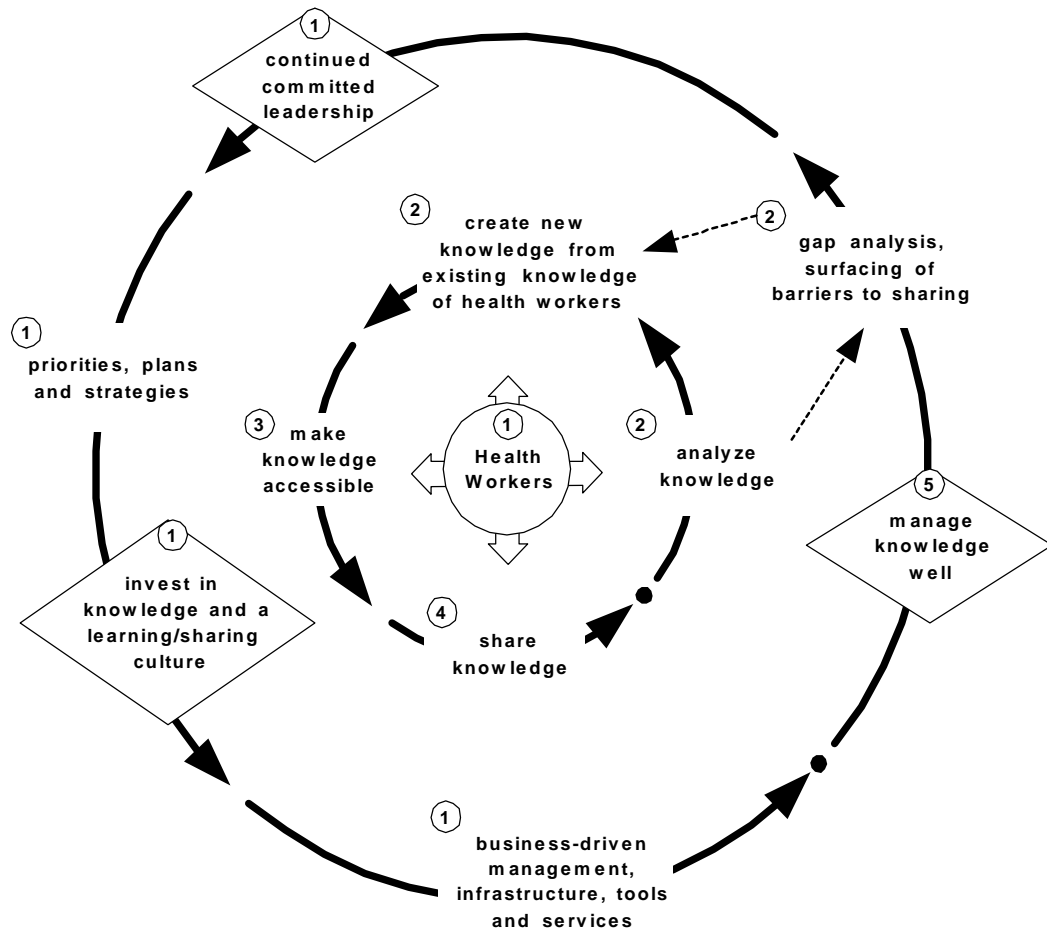 1
continued
committed
leadership
2
create new
knowledge from
existing knowledge
of health workers
2
gap analysis,
surfacing of
barriers to sharing
1
priorities, plans
and strategies
3
make
knowledge
accessible
1
Health
Workers
2
analyze
knowledge
5
manage
knowledge
well
1
invest in
knowledge and a
learning/sharing
culture
4
share
knowledge
1
business-driven
management,
infrastructure, tools
and services